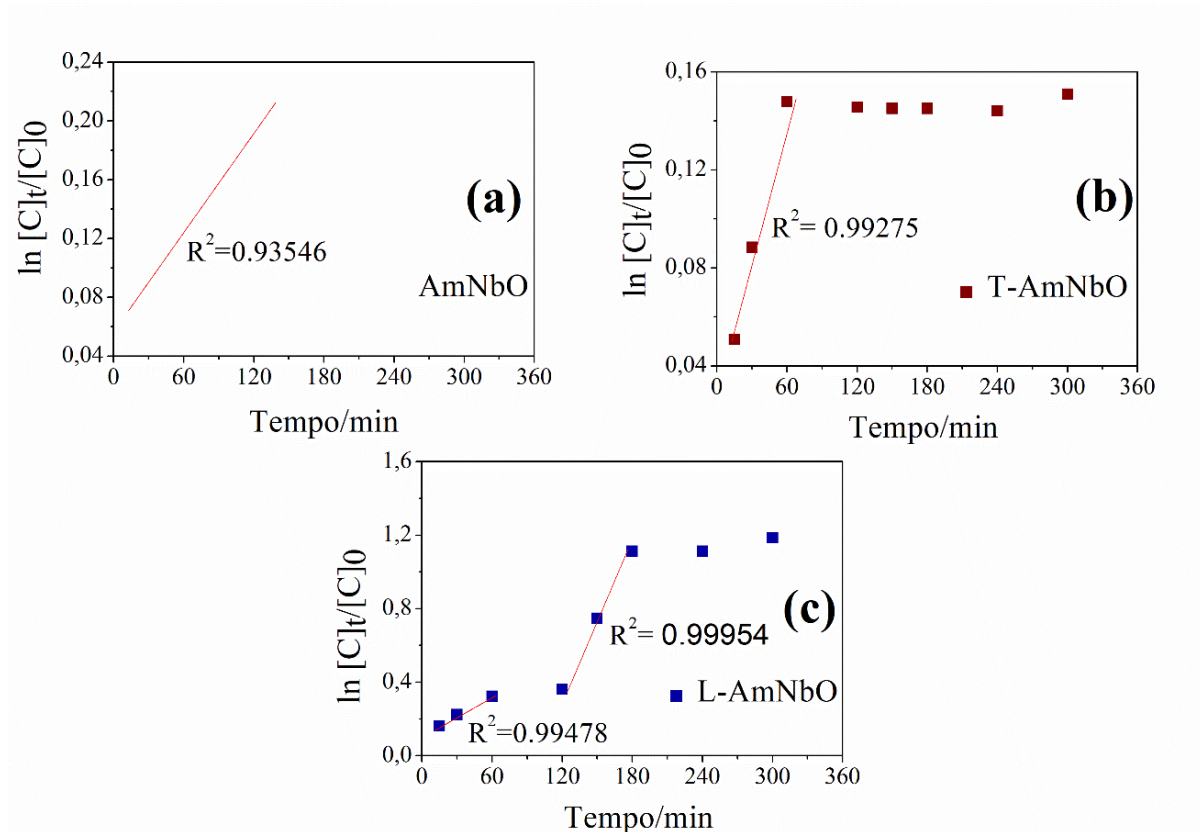 0,24
0,20
0,16
0,12
0,08
0,04
ln [C]t/[C]0
(a)
R²=0.93546
AmNbO
0 60 120 180 240 300 360
Tempo/min
0,16
0,12
0,08
0,04
ln [C]t/[C]0
(b)
R²= 0.99275
T-AmNbO
0 60 120 180 240 300 360
Tempo/min
1,6
1,2
0,8
0,4
0,0
ln [C]t/[C]0
(c)
R²= 0.99954
L-AmNbO
R²=0.99478
0 60 120 180 240 300 360
Tempo/min